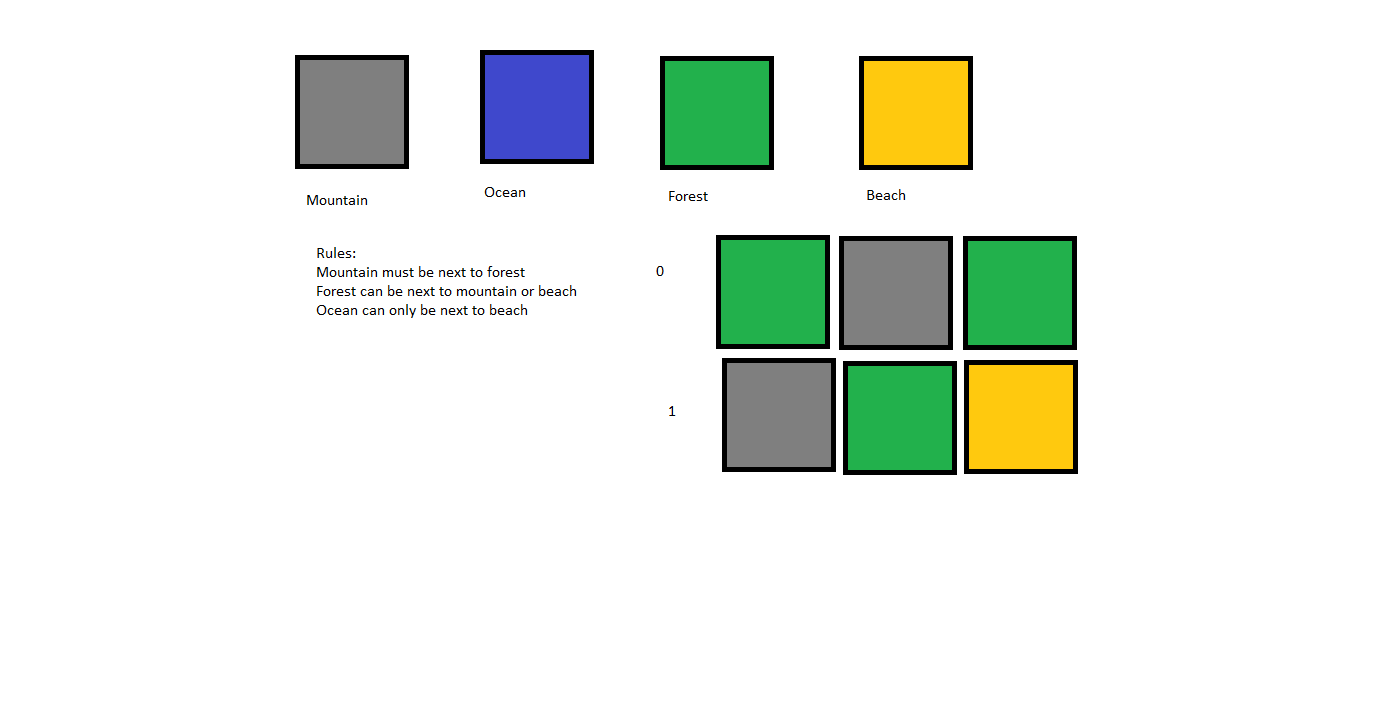 Mountain
Ocean
Forest
Beach
Rules:
Mountain must be next to forest
Forest can be next to mountain or beach
Ocean can only be next to beach
0
1